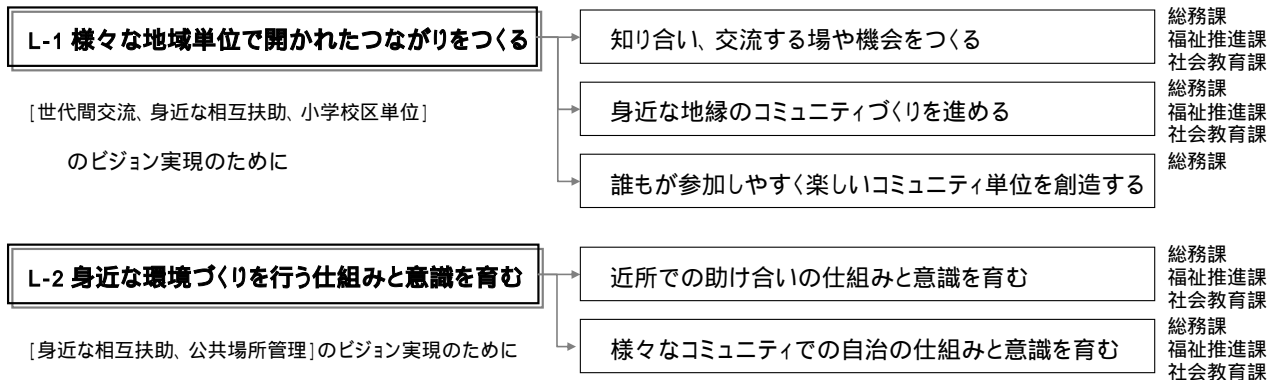 L-1 様々な地域単位で開かれたつながりをつくる
[世代間交流、身近な相互扶助、小学校区単位]
のビジョン実現のために
知り合い、交流する場や機会をつくる
総務課
福祉推進課
社会教育課
身近な地縁のコミュニティづくりを進める
総務課
福祉推進課
社会教育課
誰もが参加しやすく楽しいコミュニティ単位を創造する
総務課
L-2 身近な環境づくりを行う仕組みと意識を育む
[身近な相互扶助、公共場所管理]のビジョン実現のために
近所での助け合いの仕組みと意識を育む
総務課
福祉推進課
社会教育課
様々なコミュニティでの自治の仕組みと意識を育む
総務課
福祉推進課
社会教育課